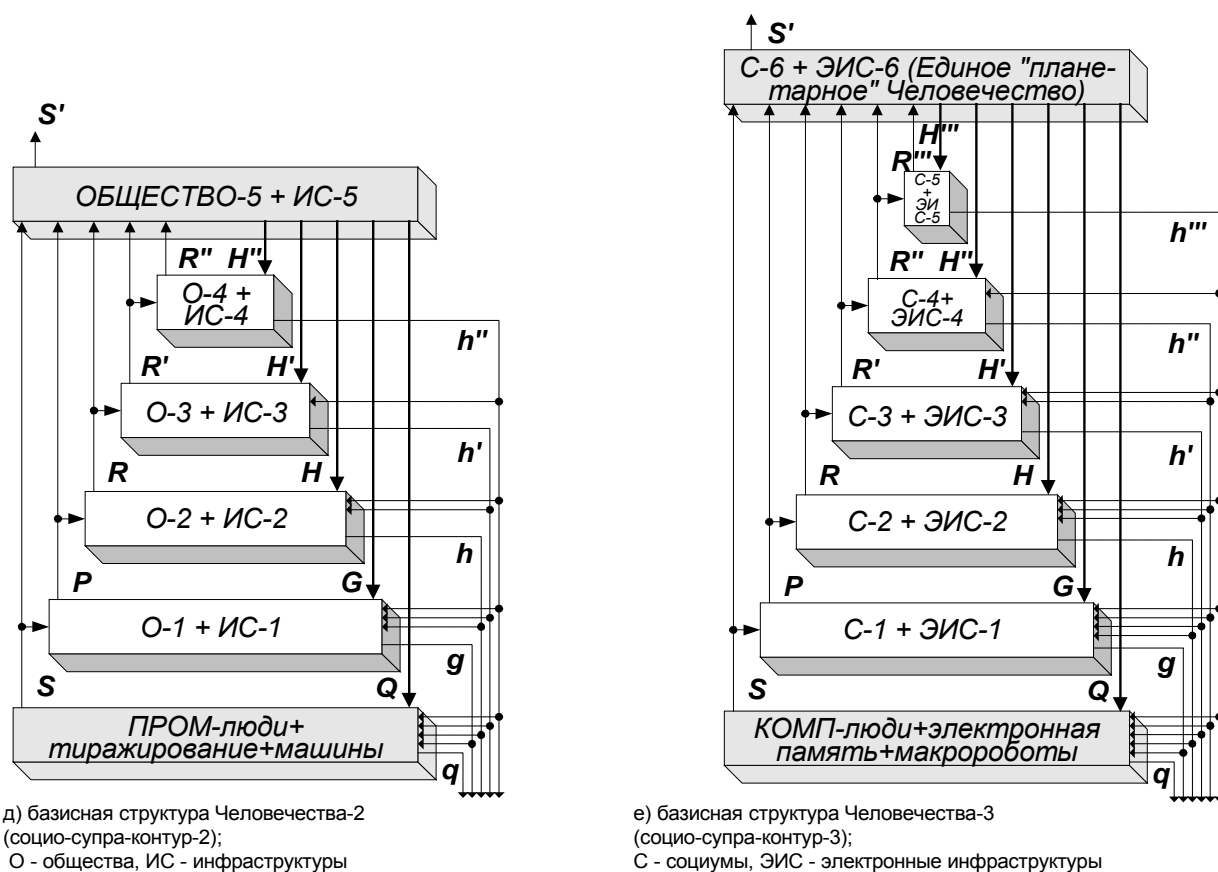 S'
ОБЩЕСТВО-5 + ИС-5
R'' H''
О-4 +
ИС-4
h''
R' H'
О-3 + ИС-3
h'
R H
О-2 + ИС-2
h
P G
О-1 + ИС-1
g
S Q
ПРОМ-люди+
тиражирование+машины
q
д) базисная структура Человечества-2
(социо-супра-контур-2);
О - общества, ИС - инфраструктуры
S'
С-6 + ЭИС-6 (Единое "плане-
тарное" Человечество)
H'''
R'''
С-5
+
ЭИ
С-5
h'''
R'' H''
С-4+
ЭИС-4
h''
R' H'
С-3 + ЭИС-3
h'
R H
С-2 + ЭИС-2
h
P G
С-1 + ЭИС-1
g
S Q
КОМП-люди+электронная
память+макророботы
q
е) базисная структура Человечества-3
(социо-супра-контур-3);
С - социумы, ЭИС - электронные инфраструктуры